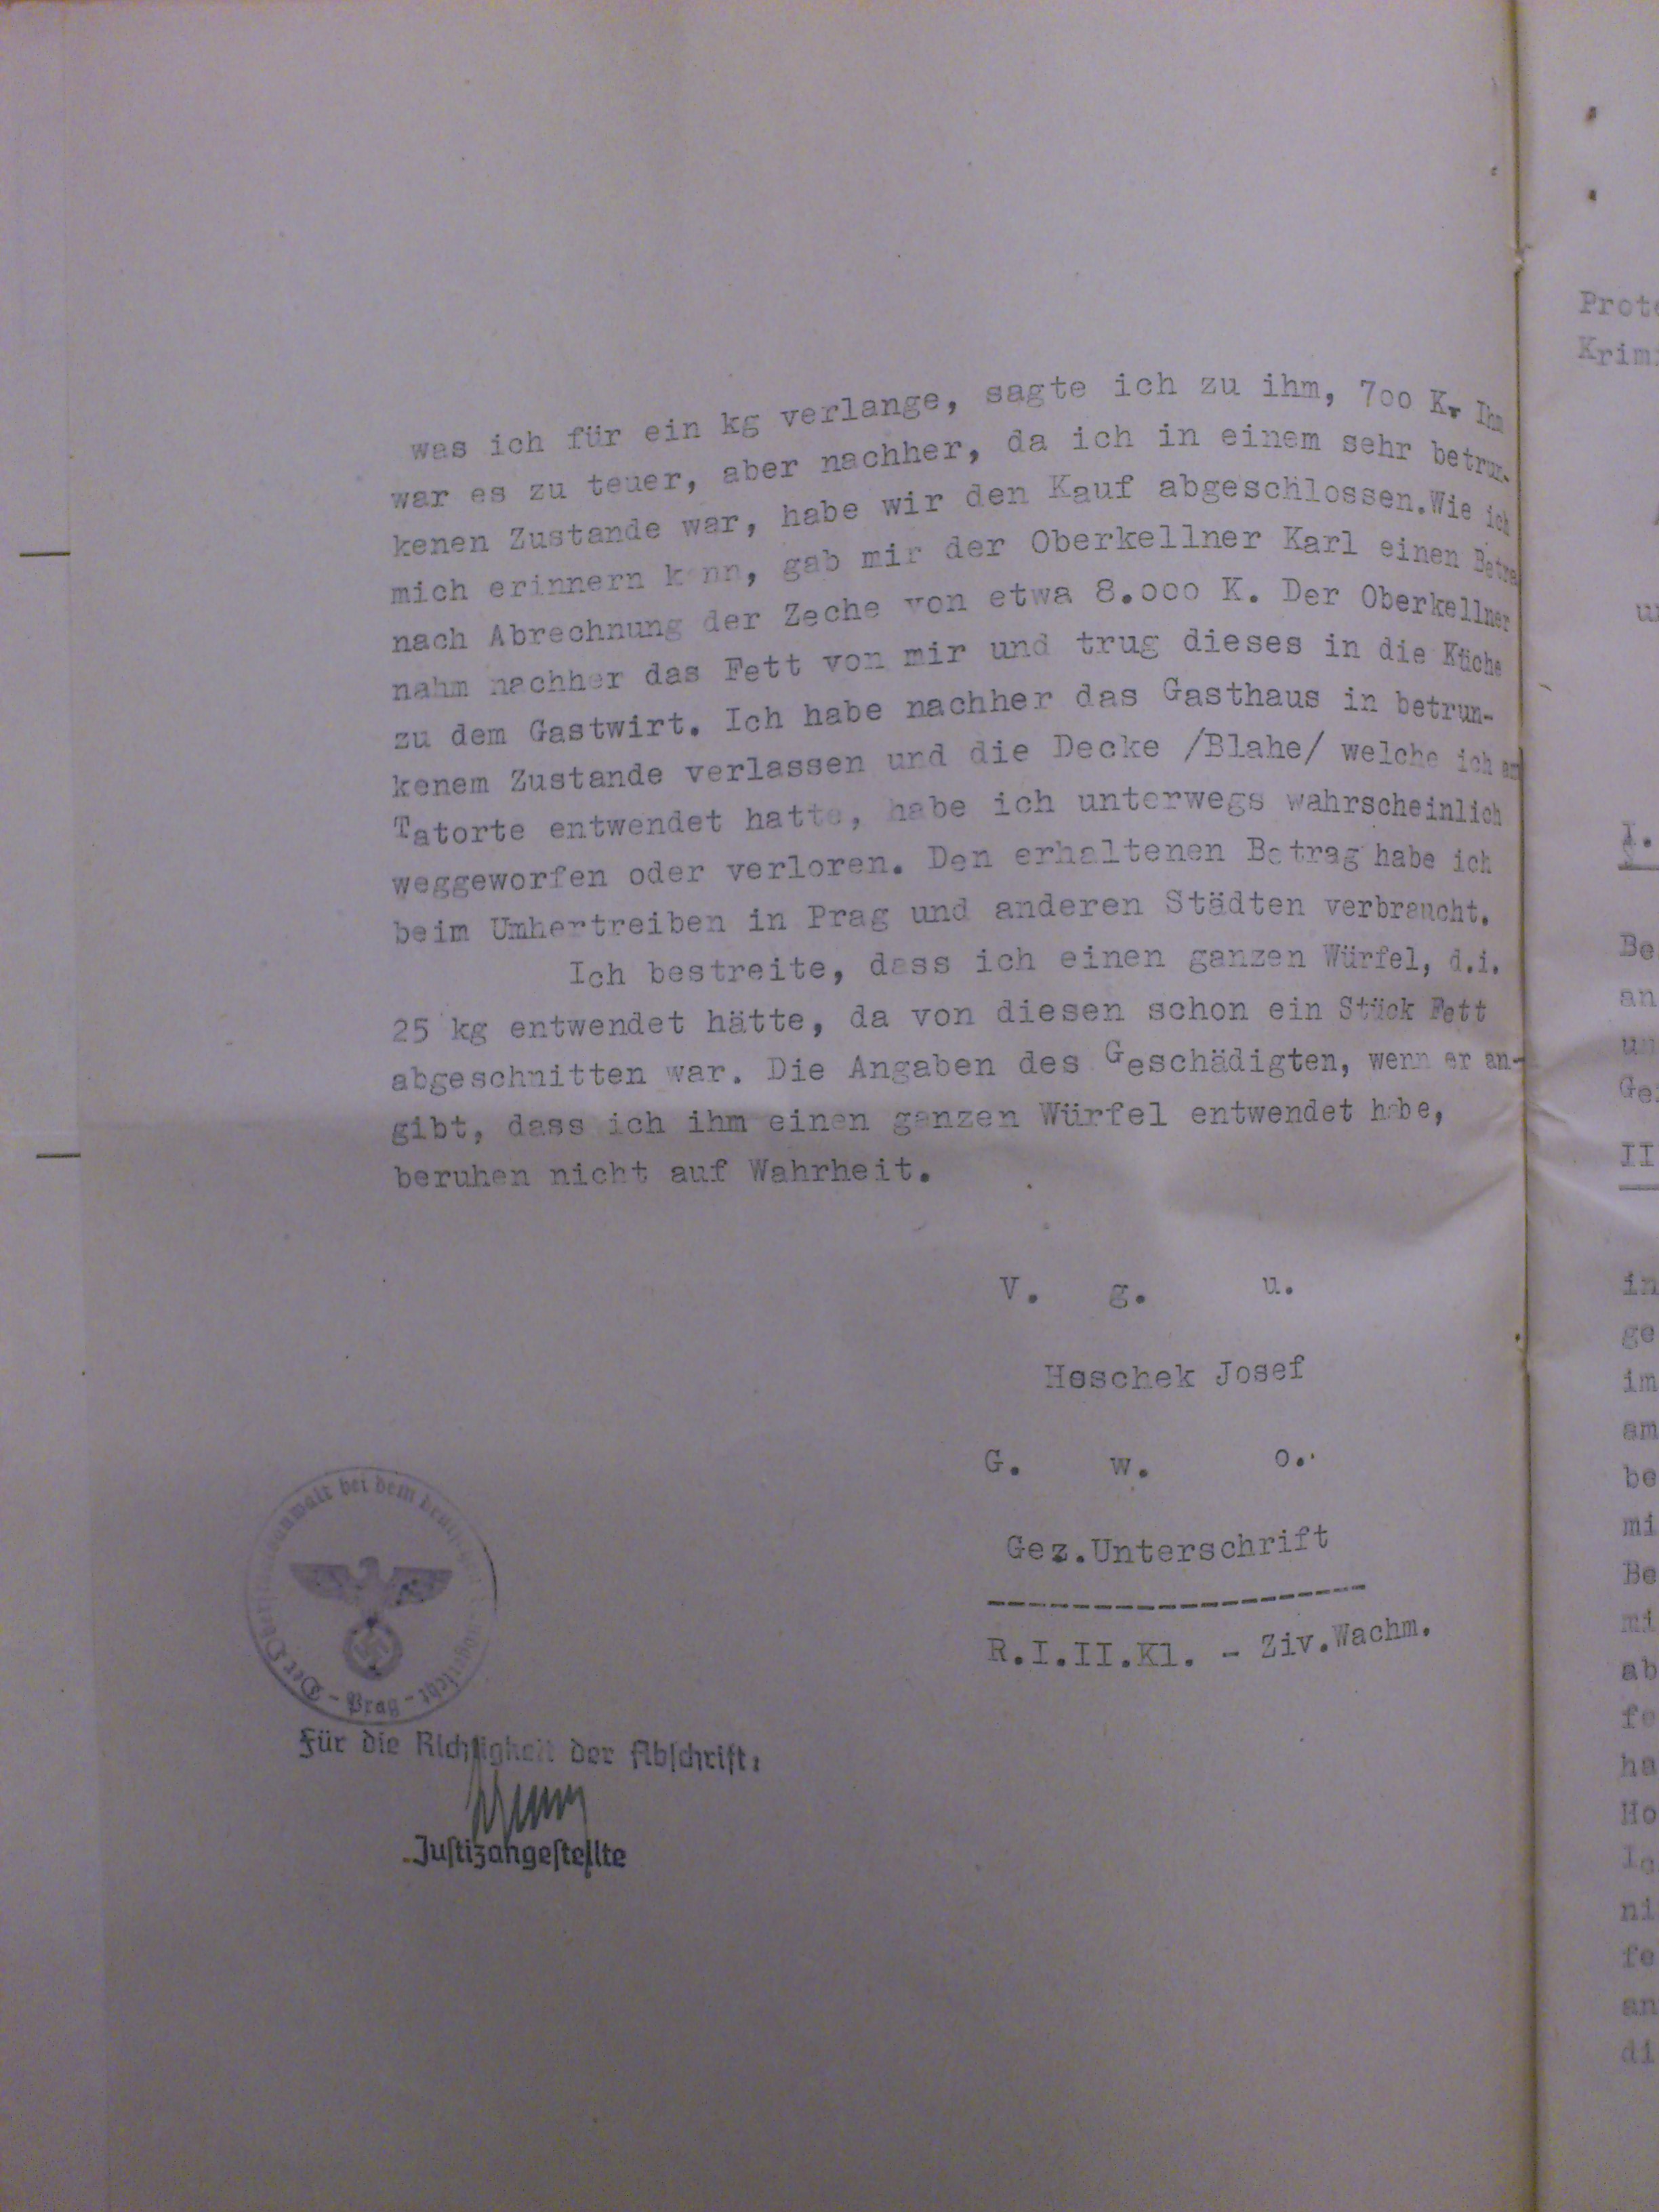 was ich für ein kg verlange, sagte ich zu ihm, 700 K. Ihm
war es zu teuer, aber nachher, da ich in einem sehr betrun-
kenen Zustande war, habe wir den Kauf abgeschlossen.Wie ich
mich erinnern kann, gab mir der Oberkellner Karl einen Betra
nach Abrechnung der Zeche von etwa 8.000 K. Der Oberkellner
nahm nachher das Fett von mir und trug dieses in die Küche
zu dem Gastwirt. Ich habe nachher das Gasthaus in betrun-
kenem Zustande verlassen und die Decke /Blahe/ welche ich am
Tatorte entwendet hatte, habe ich unterwegs wahrscheinlich
weggeworfen oder verloren. Den erhaltenen Betrag habe ich
beim Umhertreiben in Prag und anderen Städten verbraucht.
Ich bestreite, dass ich einen ganzen Würfel, d.i.
25 kg entwendet hätte, da von diesen schon ein Stück Fett
abgeschnitten war. Die Angaben des Geschädigten, wenn er an-
gibt, dass ich ihm einen ganzen Würfel entwendet habe,
beruhen nicht auf Wahrheit.
V. g. u.
Hoschek Josef
G. w. o.
Gez.Unterschrift
R.I.II.Kl. - Ziv.Wachm.
Der Oberstaatsanwalt bei dem
- Prag -
Für die Richtigkeit der Abschrift:
Justizangestellte
Prot
Krim
I.
Be
an
un
Ge
II
in
ge
im
am
be
mi
Be
mi
ab
fe
ha
Ho
ni
fe
an
di